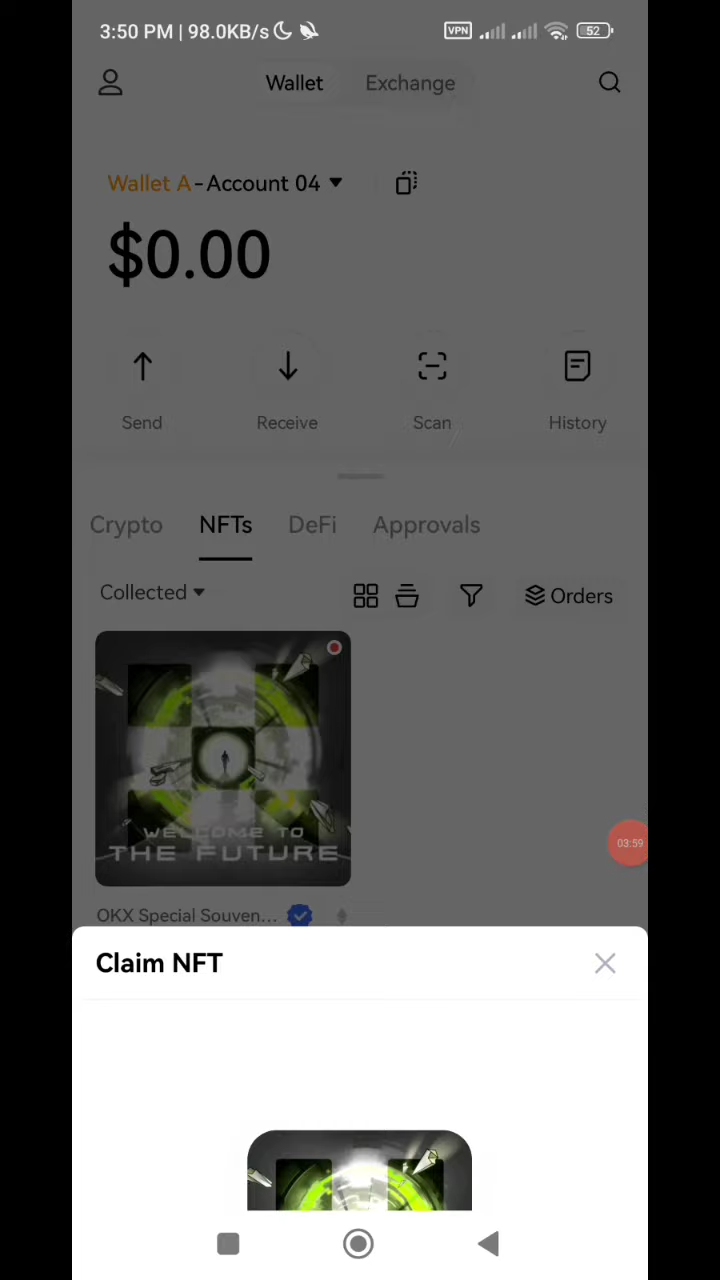 3:50 PM | 98.0KB/s VPN 52
Wallet Exchange
Wallet A-Account 04
$0.00
Send Receive Scan History
Crypto NFTs DeFi Approvals
Collected Orders
WELCOME TO
THE FUTURE
03:59
OKX Special Souven...
Claim NFT